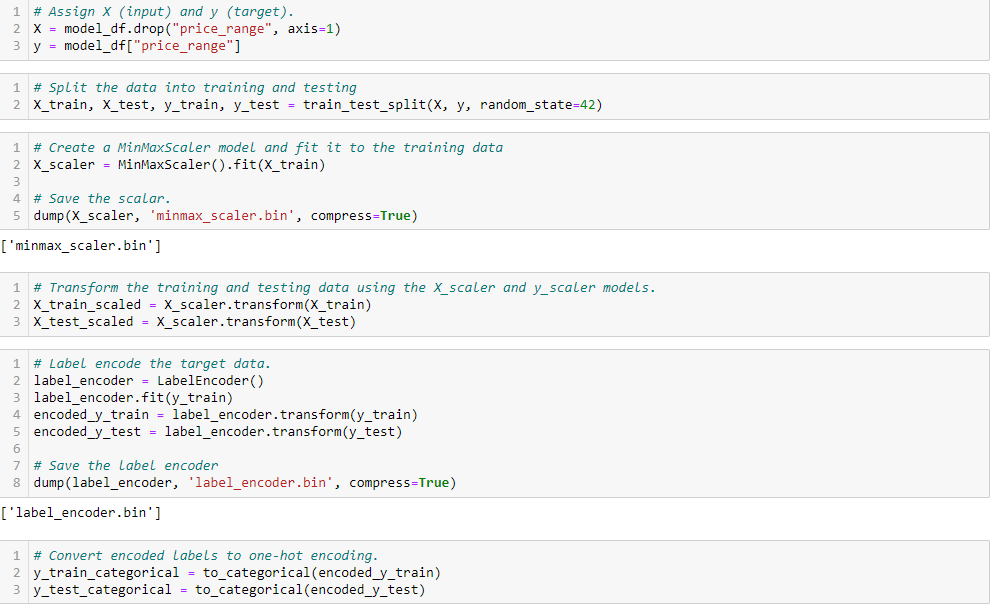 1 # Assign X (input) and y (target).
2 X = model_df.drop("price_range", axis=1)
3 y = model_df["price_range"]
1 # Split the data into training and testing
2 X_train, X_test, y_train, y_test = train_test_split(X, y, random_state=42)
1 # Create a MinMaxScaler model and fit it to the training data
2 X_scaler = MinMaxScaler().fit(X_train)
3
4 # Save the scalar.
5 dump(X_scaler, 'minmax_scaler.bin', compress=True)
['minmax_scaler.bin']
1 # Transform the training and testing data using the X_scaler and y_scaler models.
2 X_train_scaled = X_scaler.transform(X_train)
3 X_test_scaled = X_scaler.transform(X_test)
1 # Label encode the target data.
2 label_encoder = LabelEncoder()
3 label_encoder.fit(y_train)
4 encoded_y_train = label_encoder.transform(y_train)
5 encoded_y_test = label_encoder.transform(y_test)
6
7 # Save the label encoder
8 dump(label_encoder, 'label_encoder.bin', compress=True)
['label_encoder.bin']
1 # Convert encoded labels to one-hot encoding.
2 y_train_categorical = to_categorical(encoded_y_train)
3 y_test_categorical = to_categorical(encoded_y_test)